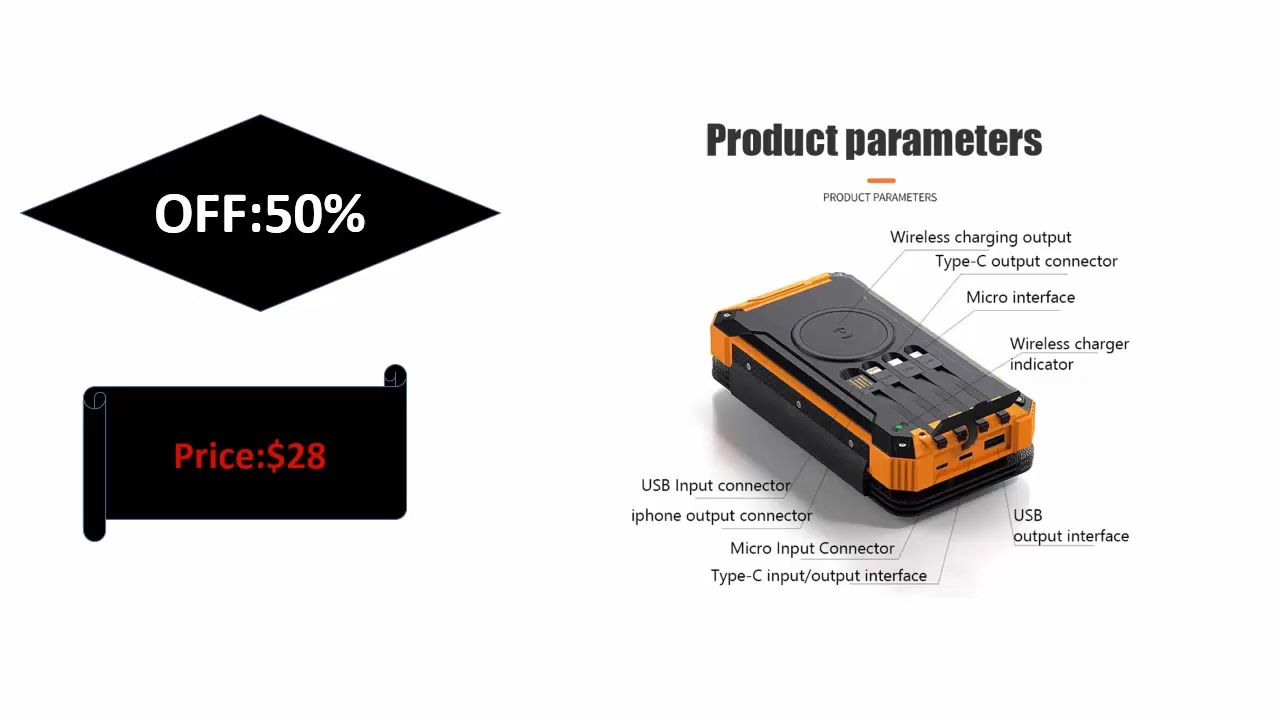 OFF:50%
Price:$28
Product parameters
PRODUCT PARAMETERS
Wireless charging output
Type-C output connector
Micro interface
Wireless charger
indicator
USB Input connector
iphone output connector
Micro Input Connector
Type-C input/output interface
USB
output interface